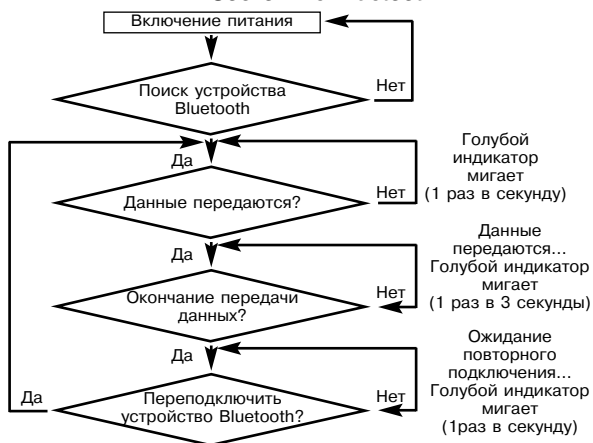 Включение питания
Нет
Поиск устройства
Bluetooth
Да
Голубой
индикатор
мигает
(1 раз в секунду)
Данные передаются?
Нет
Да
Данные
передаются...
Голубой индикатор
мигает
(1 раз в 3 секунды)
Окончание передачи
данных?
Нет
Да
Ожидание
повторного
подключения...
Голубой индикатор
мигает
(1раз в секунду)
Да
Переподключить
устройство Bluetooth?
Нет